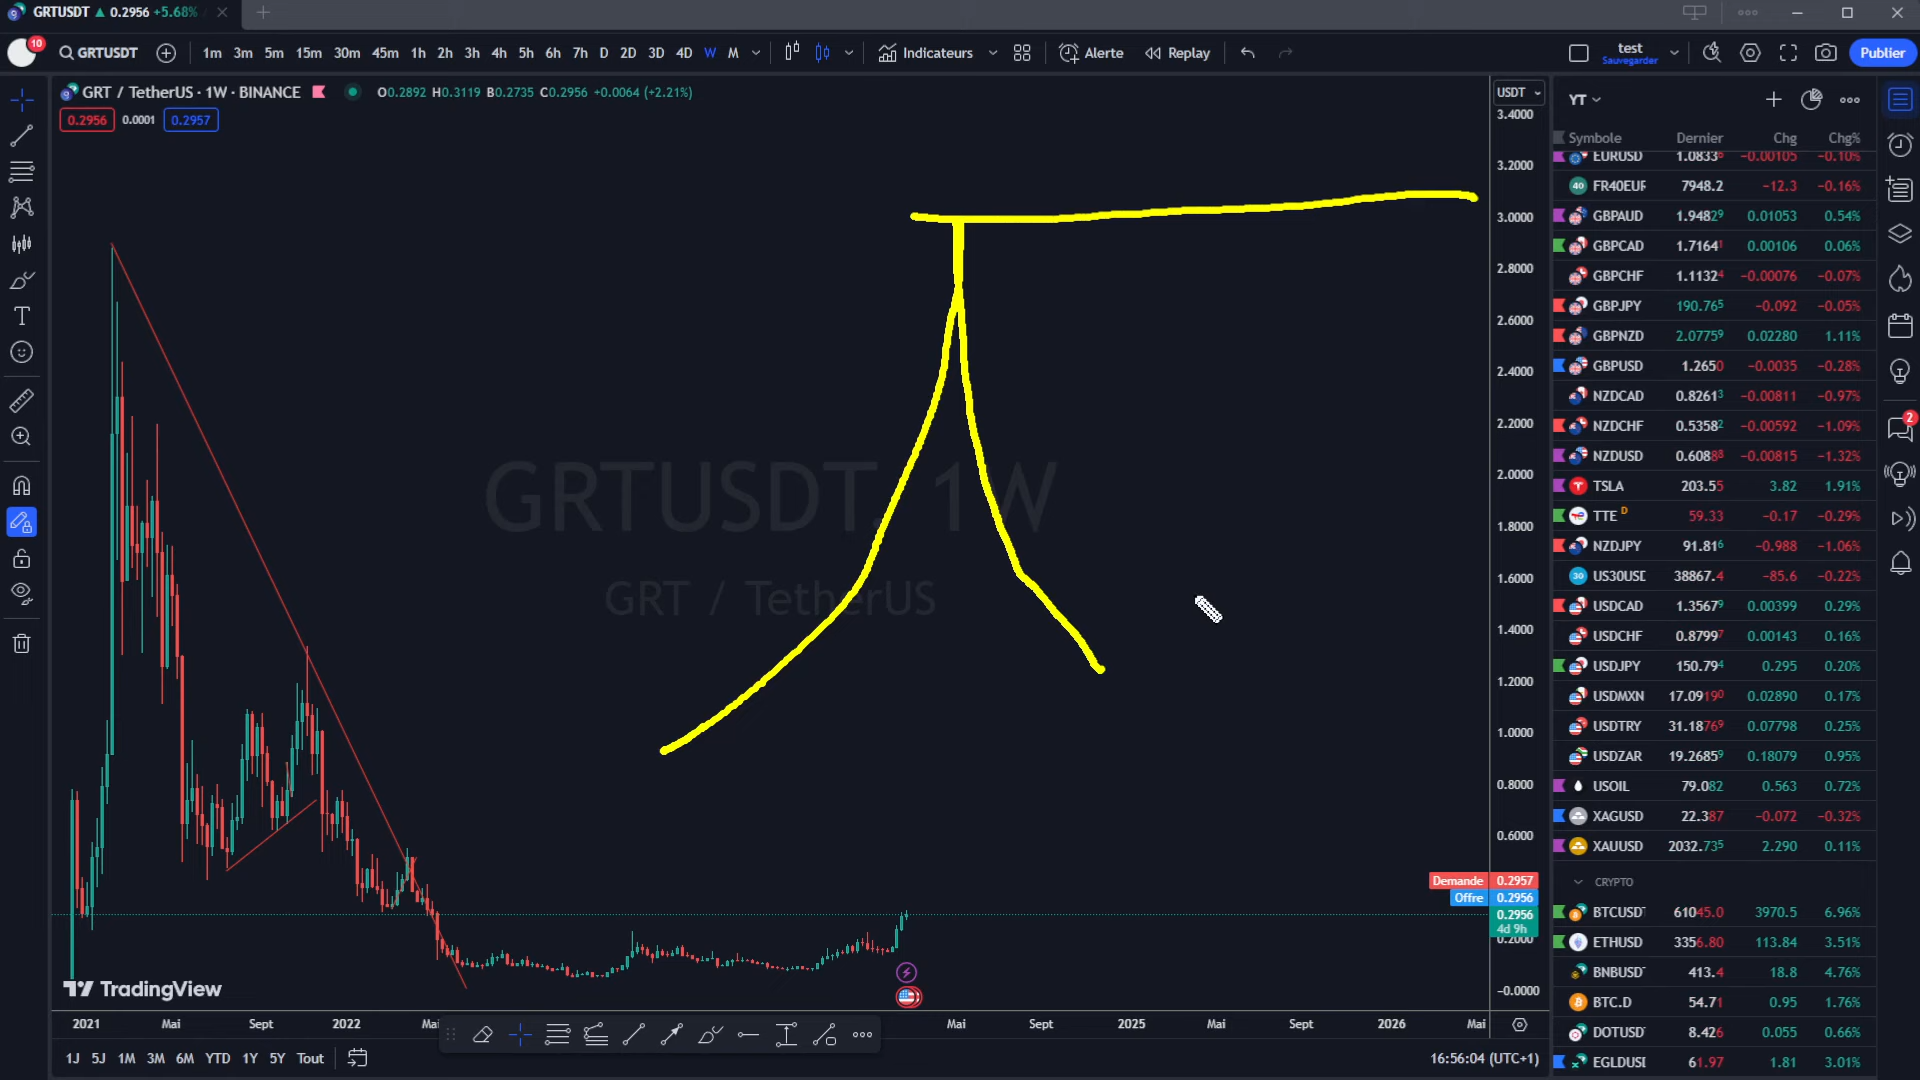 GRTUSDT ▲ 0.2956 +5.68%
10
GRTUSDT 1m 3m 5m 15m 30m 45m 1h 2h 3h 4h 5h 6h 7h D 2D 3D 4D W M Indicateurs Alerte Replay test Sauvegarder Publier
GRT / TetherUS · 1W · BINANCE O0.2892 H0.3119 B0.2735 C0.2956 +0.0064 (+2.21%)
0.2956 0.0001 0.2957
GRTUSDT, 1W
GRT / TetherUS
USDT
3.4000
3.2000
3.0000
2.8000
2.6000
2.4000
2.2000
2.0000
1.8000
1.6000
1.4000
1.2000
1.0000
0.8000
0.6000
Demande 0.2957
Offre 0.2956
0.2956
4d 9h
0.2000
−0.0000
TradingView
2021 Mai Sept 2022 Mai Sept 2025 Mai Sept 2026 Mai
1J 5J 1M 3M 6M YTD 1Y 5Y Tout 16:56:04 (UTC+1)
YT
Symbole Dernier Chg Chg%
EURUSD 1.0833⁶ −0.00105 −0.10%
FR40EUR 7948.2 −12.3 −0.16%
GBPAUD 1.9482⁹ 0.01053 0.54%
GBPCAD 1.7164¹ 0.00106 0.06%
GBPCHF 1.1132⁴ −0.00076 −0.07%
GBPJPY 190.76⁵ −0.092 −0.05%
GBPNZD 2.0775⁹ 0.02280 1.11%
GBPUSD 1.2650 −0.0035 −0.28%
NZDCAD 0.8261³ −0.00811 −0.97%
NZDCHF 0.5358² −0.00592 −1.09%
NZDUSD 0.6088⁸ −0.00815 −1.32%
TSLA 203.55 3.82 1.91%
TTE D 59.33 −0.17 −0.29%
NZDJPY 91.81⁶ −0.988 −1.06%
30 US30USD 38867.4 −85.6 −0.22%
USDCAD 1.3567⁹ 0.00399 0.29%
USDCHF 0.8799⁷ 0.00143 0.16%
USDJPY 150.79⁴ 0.295 0.20%
USDMXN 17.0919⁰ 0.02890 0.17%
USDTRY 31.1876⁹ 0.07798 0.25%
USDZAR 19.2685⁹ 0.18079 0.95%
USOIL 79.082 0.563 0.72%
XAGUSD 22.387 −0.072 −0.32%
XAUUSD 2032.73⁵ 2.290 0.11%
CRYPTO
BTCUSDT 61045.0 3970.5 6.96%
ETHUSD 3356.80 113.84 3.51%
BNBUSDT 413.4 18.8 4.76%
BTC.D 54.71 0.95 1.76%
DOTUSDT 8.426 0.055 0.66%
EGLDUSD 61.97 1.81 3.01%
2